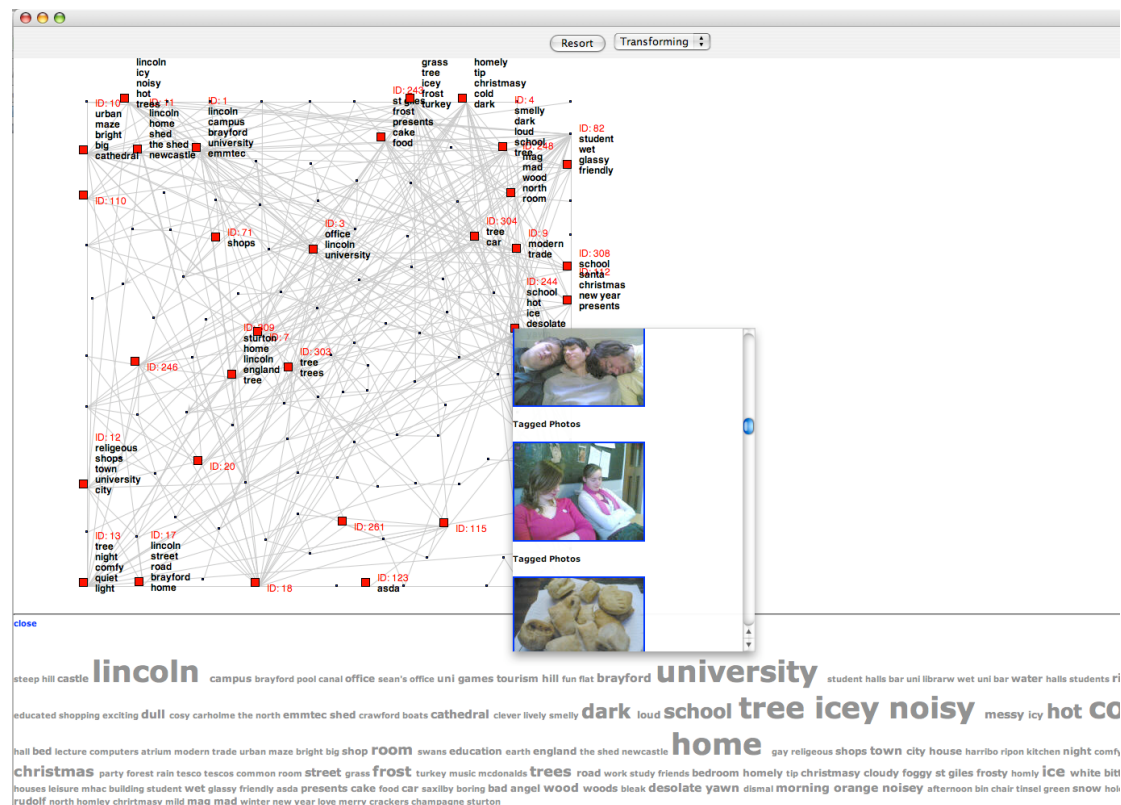 Resort
Transforming
lincoln
icy
noisy
hot
trees
grass
tree
icey
frost
turkey
homely
tip
christmasy
cold
dark
ID: 10
urban
maze
bright
big
cathedral
ID: 11
lincoln
home
shed
the shed
newcastle
ID: 1
lincoln
campus
brayford
university
emmtec
ID: 243
st giles
frost
presents
cake
food
ID: 4
smelly
dark
loud
school
tree
ID: 248
mag
mad
wood
north
room
ID: 82
student
wet
glassy
friendly
ID: 110
ID: 71
shops
ID: 3
office
lincoln
university
ID: 304
tree
car
ID: 9
modern
trade
ID: 308
school
santa
christmas
new year
presents
ID: 244
school
hot
ice
desolate
sturton
home
lincoln
england
tree
ID: 7
ID: 303
tree
trees
ID: 246
ID: 12
religeous
shops
town
university
city
ID: 20
ID: 261
ID: 115
ID: 13
tree
night
comfy
quiet
light
ID: 17
lincoln
street
road
brayford
home
ID: 18
ID: 123
asda
Tagged Photos
Tagged Photos
close
steep hill castle lincoln campus brayford pool canal office sean's office uni games tourism hill fun flat brayford university student halls bar uni librarw wet uni bar water halls students ri
educated shopping exciting dull cosy carholme the north emmtec shed crawford boats cathedral clever lively smelly dark loud school tree icey noisy messy icy hot co
hall bed lecture computers atrium modern trade urban maze bright big shop room swans education earth england the shed newcastle home gay religeous shops town city house harribo ripon kitchen night comfy
christmas party forest rain tesco tescos common room street grass frost turkey music mcdonalds trees road work study friends bedroom homely tip christmasy cloudy foggy st giles frosty homly ice white bitt
houses leisure mhac building student wet glassy friendly asda presents cake food car saxilby boring bad angel wood woods bleak desolate yawn dismal morning orange noisey afternoon bin chair tinsel green snow hol
rudolf north homley chrirtmasy mild mag mad winter new year love merry crackers champagne sturton